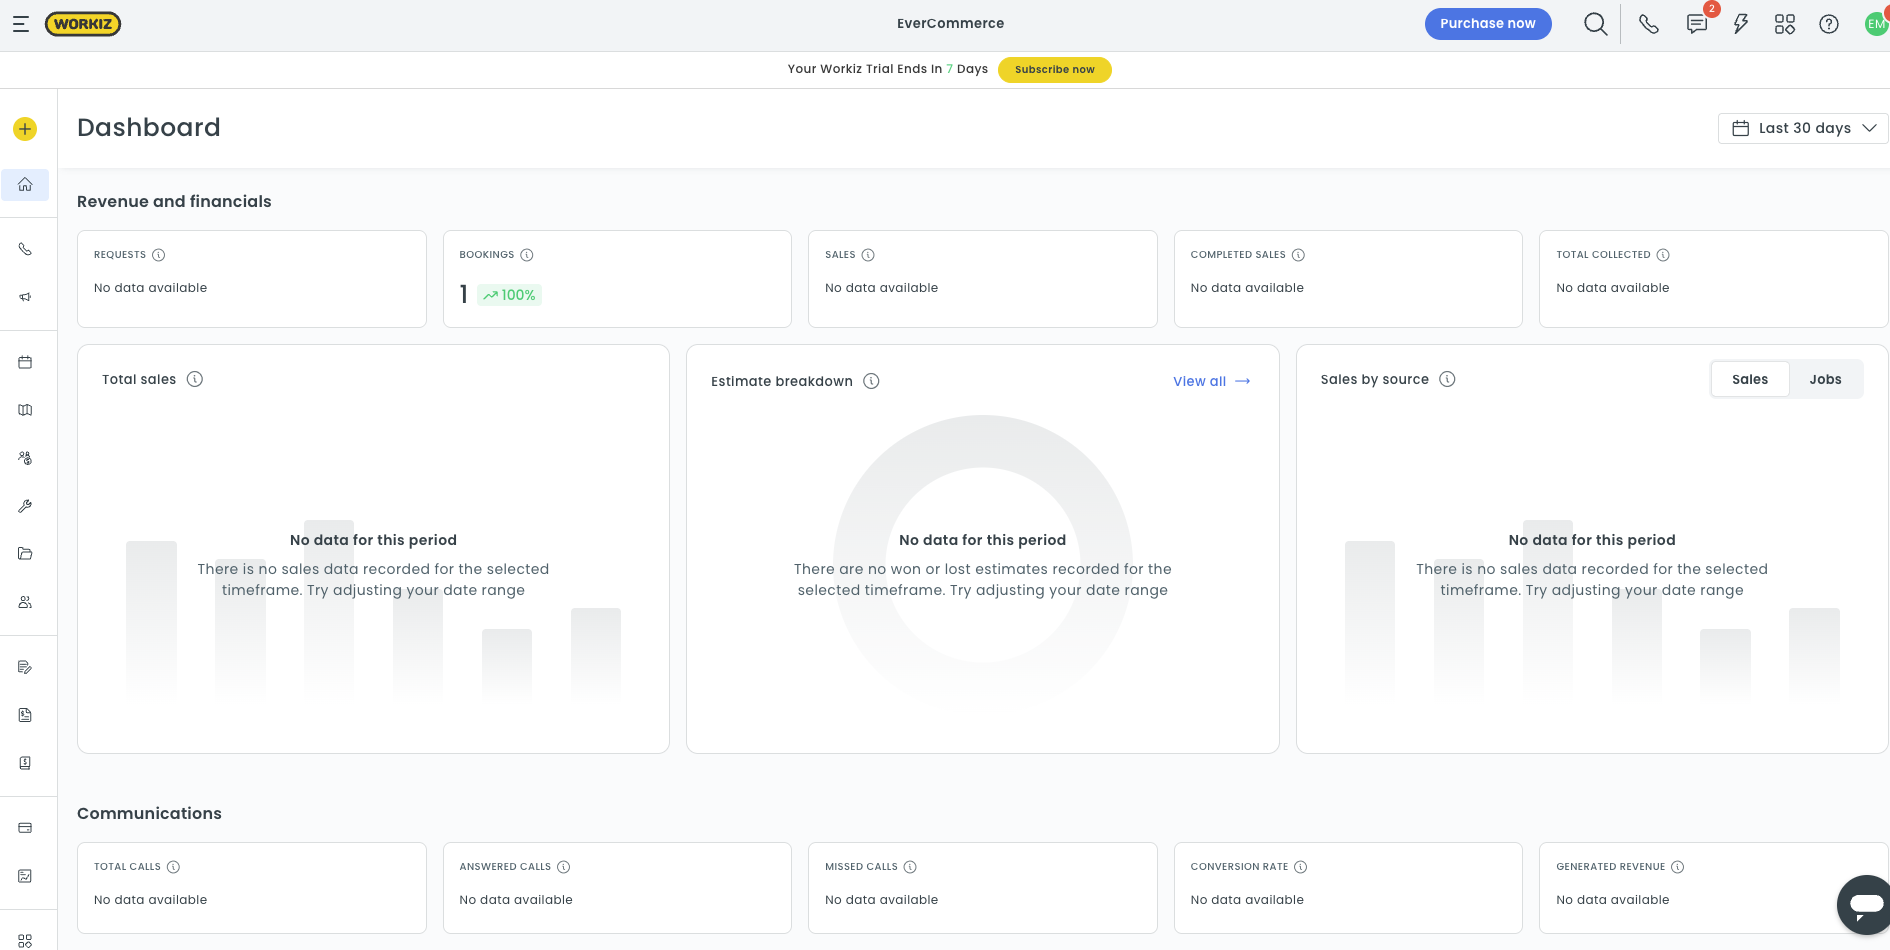 WORKIZ
EverCommerce
Purchase now
2
EM
Your Workiz Trial Ends In 7 Days
Subscribe now
Dashboard
Last 30 days
Revenue and financials
REQUESTS
No data available
BOOKINGS
1
100%
SALES
No data available
COMPLETED SALES
No data available
TOTAL COLLECTED
No data available
Total sales
No data for this period
There is no sales data recorded for the selected
timeframe. Try adjusting your date range
Estimate breakdown
View all
No data for this period
There are no won or lost estimates recorded for the
selected timeframe. Try adjusting your date range
Sales by source
Sales
Jobs
No data for this period
There is no sales data recorded for the selected
timeframe. Try adjusting your date range
Communications
TOTAL CALLS
No data available
ANSWERED CALLS
No data available
MISSED CALLS
No data available
CONVERSION RATE
No data available
GENERATED REVENUE
No data available